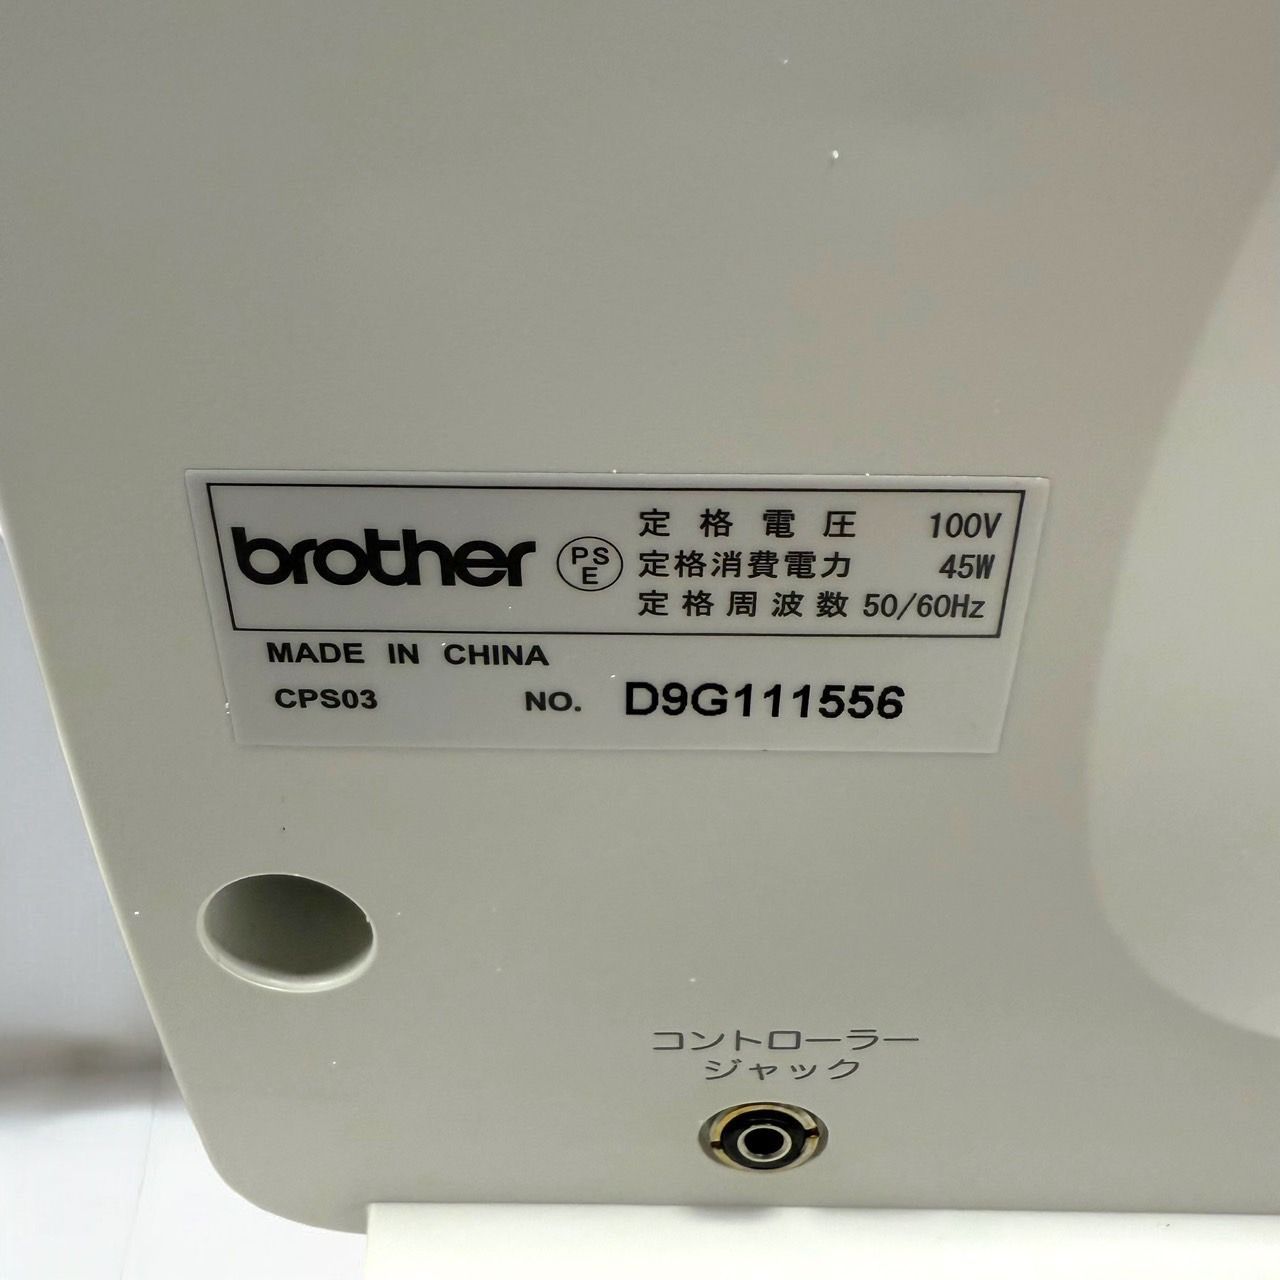 brother PSE
定格電圧 100V
定格消費電力 45W
定格周波数 50/60Hz
MADE IN CHINA
CPS03 NO. D9G111556
コントローラー
ジャック